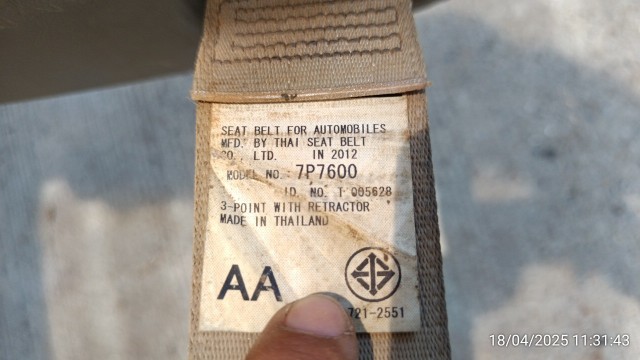 SEAT BELT FOR AUTOMOBILES
MFD. BY THAI SEAT BELT
CO., LTD. IN 2012
MODEL NO. : 7P7600
ID. NO. T 005628
3-POINT WITH RETRACTOR
MADE IN THAILAND
AA
721-2551
18/04/2025 11:31:43